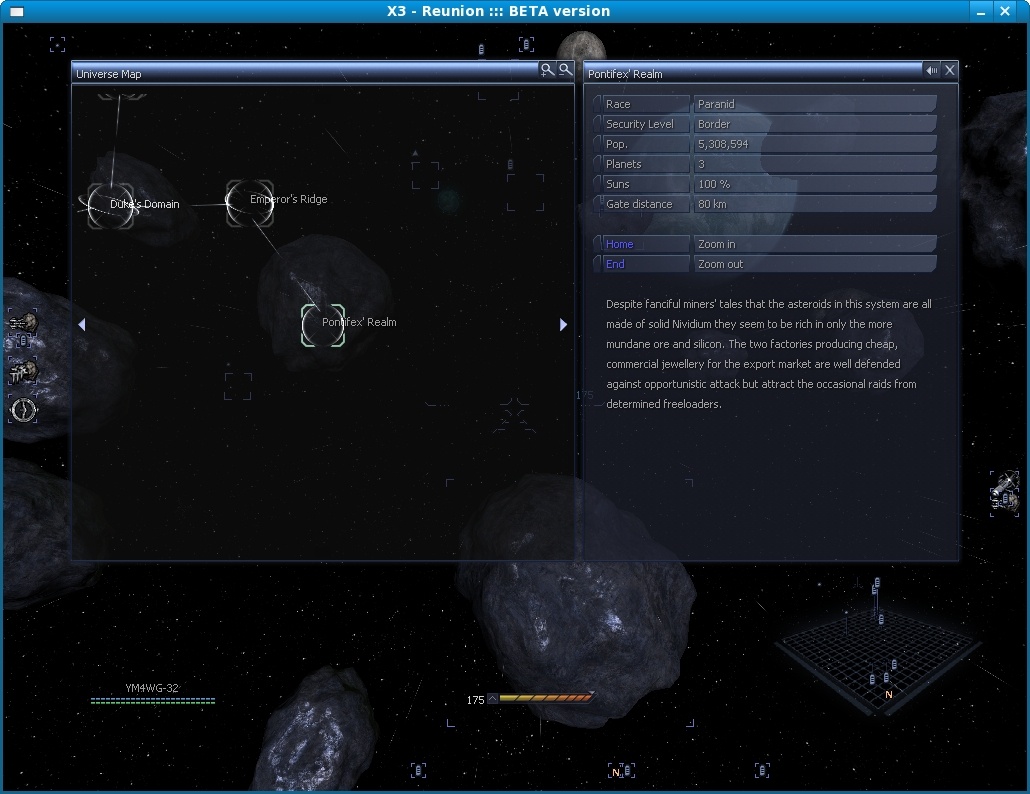 X3 - Reunion ::: BETA version
Universe Map
Duke's Domain
Emperor's Ridge
Pontifex' Realm
Pontifex' Realm
Race Paranid
Security Level Border
Pop. 5,308,594
Planets 3
Suns 100 %
Gate distance 80 km
Home Zoom in
End Zoom out
Despite fanciful miners' tales that the asteroids in this system are all
made of solid Nividium they seem to be rich in only the more
mundane ore and silicon. The two factories producing cheap,
commercial jewellery for the export market are well defended
against opportunistic attack but attract the occasional raids from
determined freeloaders.
175
YM4WG-32
175
N
N